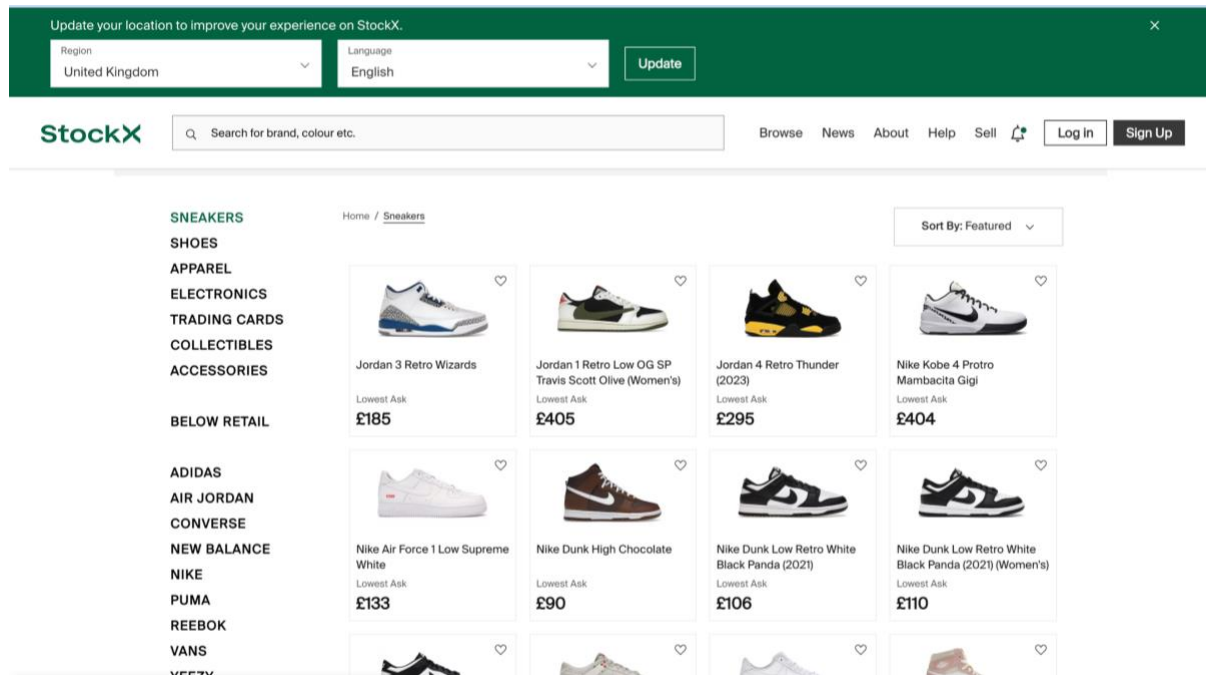 Update your location to improve your experience on StockX.
Region
United Kingdom
Language
English
Update
StockX
Search for brand, colour etc.
Browse
News
About
Help
Sell
Log in
Sign Up
SNEAKERS
SHOES
APPAREL
ELECTRONICS
TRADING CARDS
COLLECTIBLES
ACCESSORIES
BELOW RETAIL
ADIDAS
AIR JORDAN
CONVERSE
NEW BALANCE
NIKE
PUMA
REEBOK
VANS
YEEZY
Home / Sneakers
Sort By: Featured
Jordan 3 Retro Wizards
Lowest Ask
£185
Jordan 1 Retro Low OG SP
Travis Scott Olive (Women's)
Lowest Ask
£405
Jordan 4 Retro Thunder
(2023)
Lowest Ask
£295
Nike Kobe 4 Protro
Mambacita Gigi
Lowest Ask
£404
Nike Air Force 1 Low Supreme
White
Lowest Ask
£133
Nike Dunk High Chocolate
Lowest Ask
£90
Nike Dunk Low Retro White
Black Panda (2021)
Lowest Ask
£106
Nike Dunk Low Retro White
Black Panda (2021) (Women's)
Lowest Ask
£110